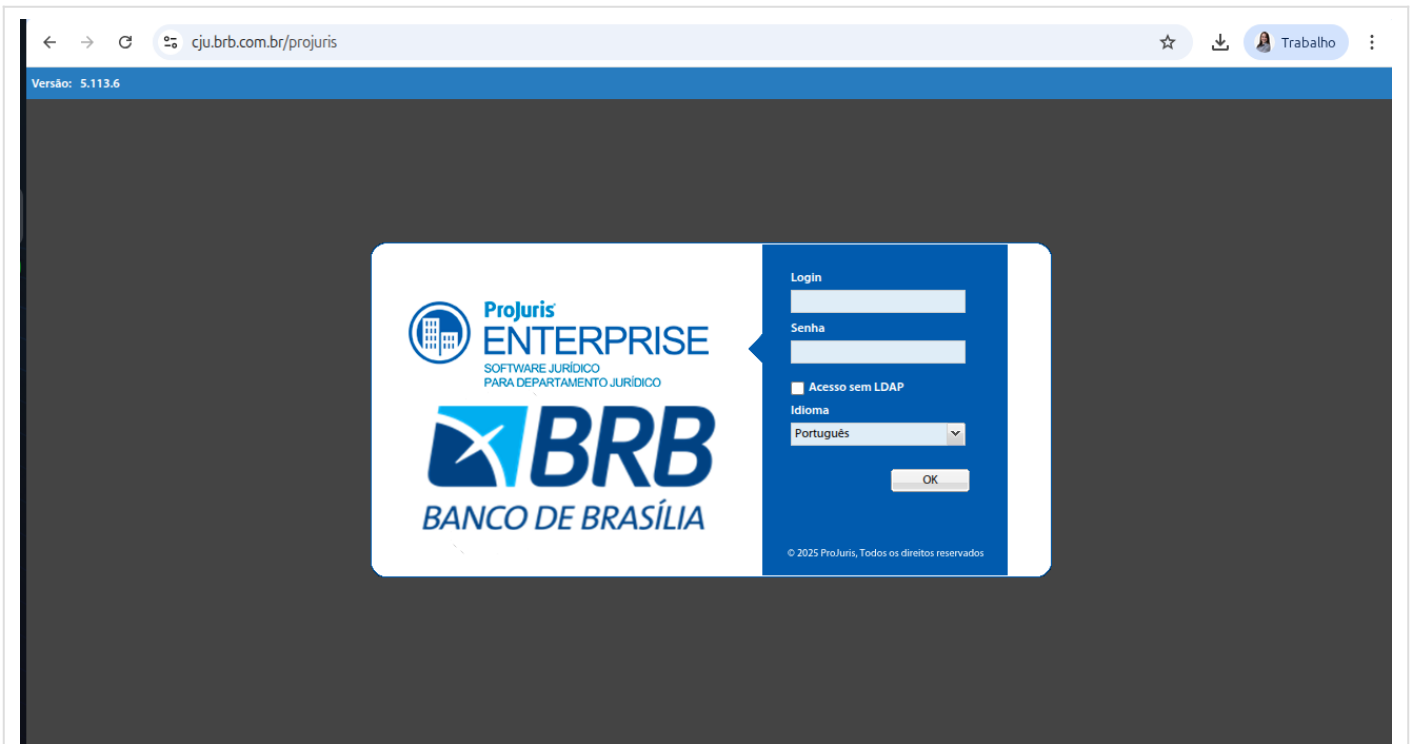 cju.brb.com.br/projuris
Trabalho
Versão: 5.113.6
ProJuris
ENTERPRISE
SOFTWARE JURÍDICO
PARA DEPARTAMENTO JURÍDICO
BRB
BANCO DE BRASÍLIA
Login
Senha
Acesso sem LDAP
Idioma
Português
OK
© 2025 ProJuris, Todos os direitos reservados